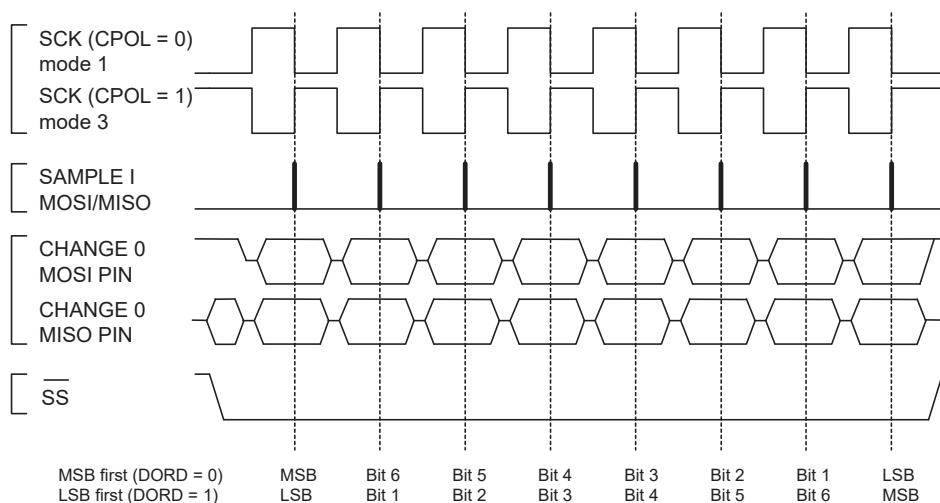 SCK (CPOL = 0)
mode 1
SCK (CPOL = 1)
mode 3
SAMPLE I
MOSI/MISO
CHANGE 0
MOSI PIN
CHANGE 0
MISO PIN
SS
MSB first (DORD = 0) MSB Bit 6 Bit 5 Bit 4 Bit 3 Bit 2 Bit 1 LSB
LSB first (DORD = 1) LSB Bit 1 Bit 2 Bit 3 Bit 4 Bit 5 Bit 6 MSB